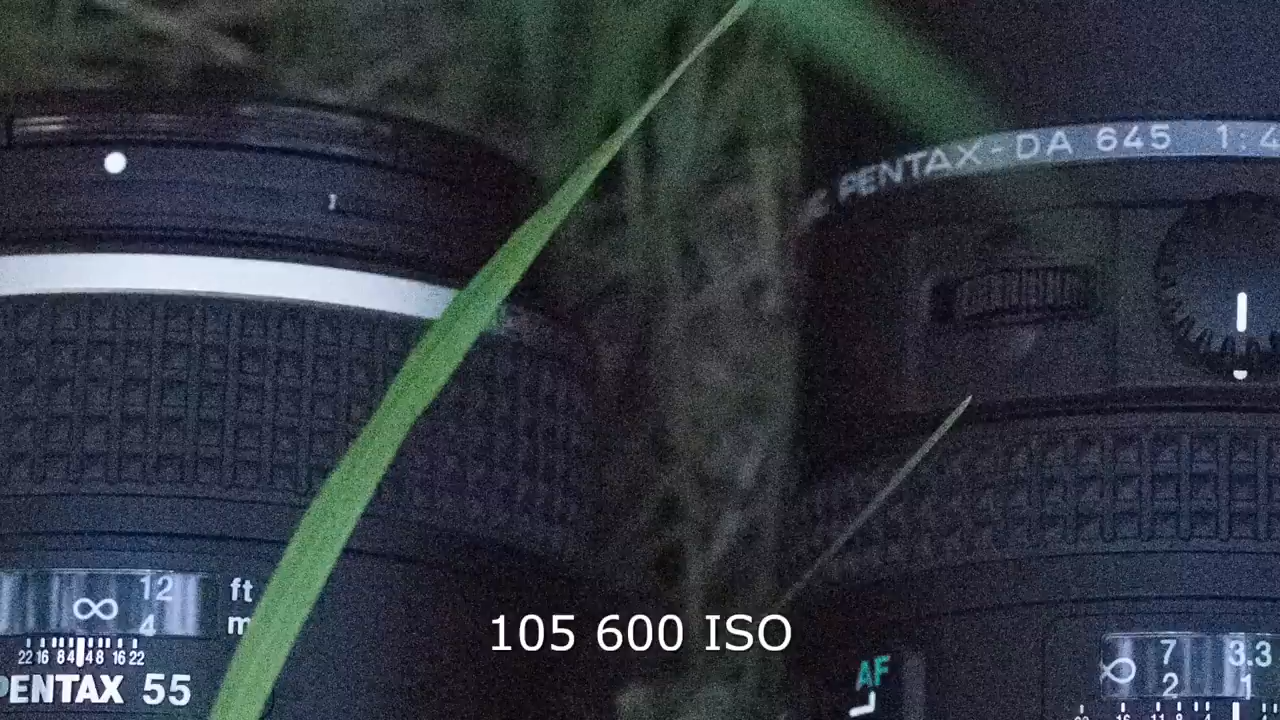 PENTAX-DA 645 1:4
12 ft
∞ 4 m
22 16 8 4 4 8 16 22
PENTAX 55
105 600 ISO
AF
∞ 7 3.3
2 1